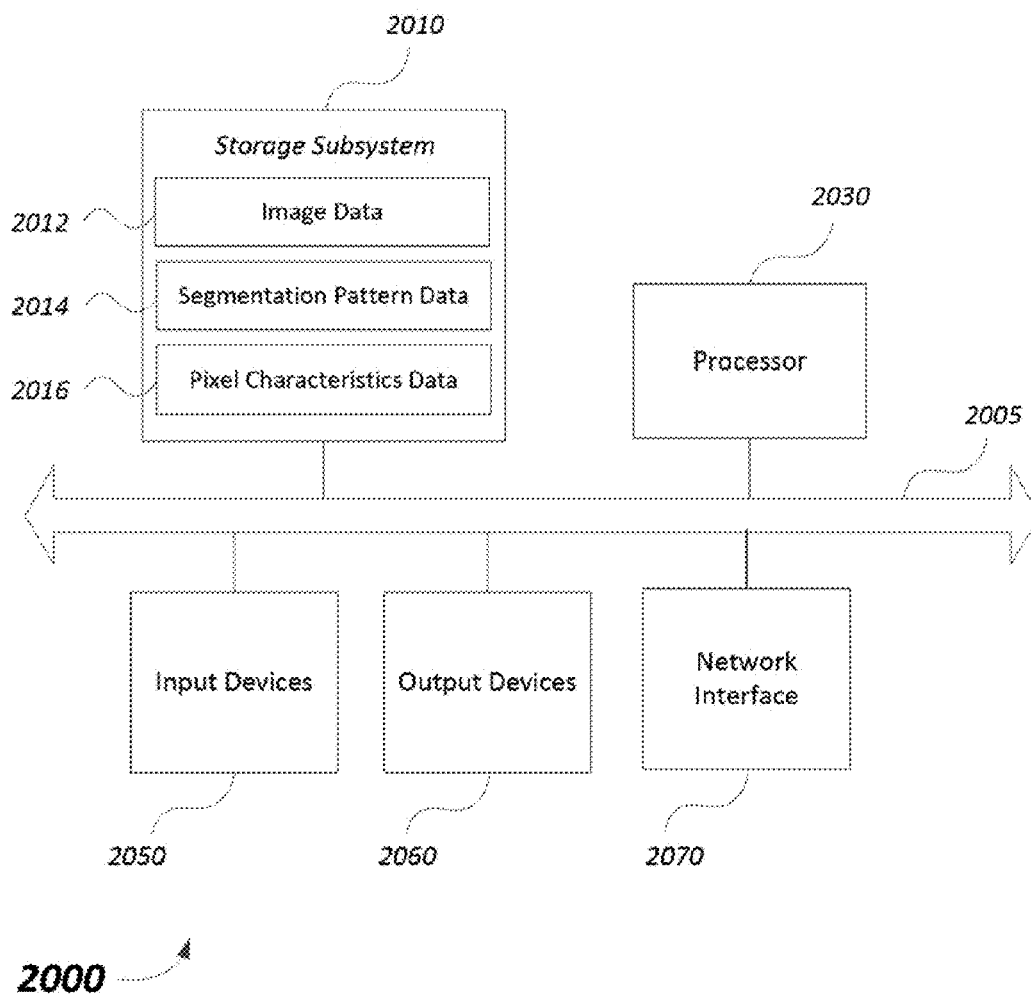 2010
Storage Subsystem
2012
Image Data
2030
2014
Segmentation Pattern Data
2016
Pixel Characteristics Data
Processor
2005
Input Devices
Output Devices
Network
Interface
2050
2060
2070
2000